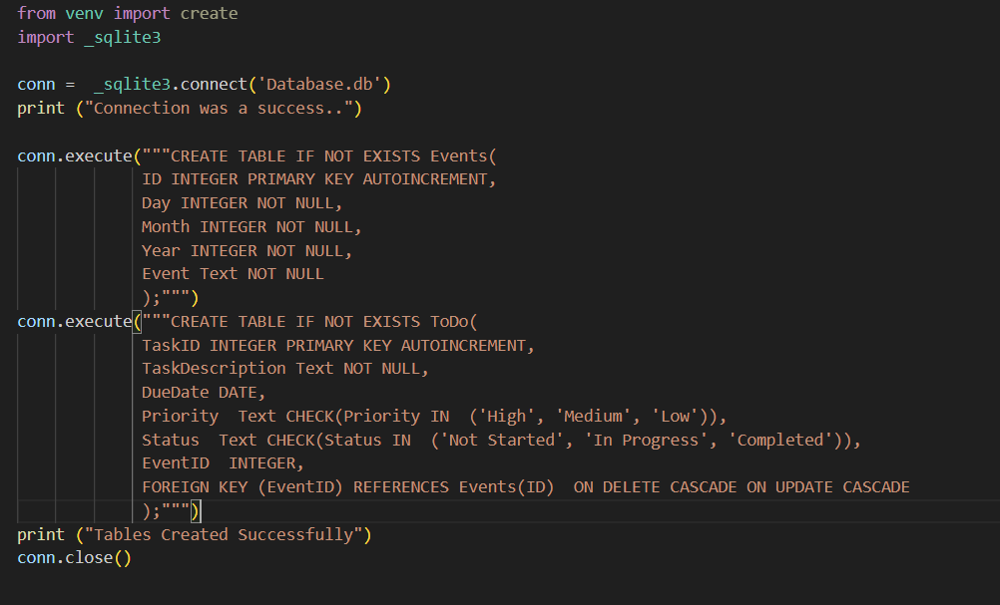 from venv import create
import _sqlite3
conn =  _sqlite3.connect('Database.db')
print ("Connection was a success..")
conn.execute("""CREATE TABLE IF NOT EXISTS Events(
ID INTEGER PRIMARY KEY AUTOINCREMENT,
Day INTEGER NOT NULL,
Month INTEGER NOT NULL,
Year INTEGER NOT NULL,
Event Text NOT NULL
);""")
conn.execute("""CREATE TABLE IF NOT EXISTS ToDo(
TaskID INTEGER PRIMARY KEY AUTOINCREMENT,
TaskDescription Text NOT NULL,
DueDate DATE,
Priority  Text CHECK(Priority IN  ('High', 'Medium', 'Low')),
Status  Text CHECK(Status IN  ('Not Started', 'In Progress', 'Completed')),
EventID  INTEGER,
FOREIGN KEY (EventID) REFERENCES Events(ID)  ON DELETE CASCADE ON UPDATE CASCADE
);""")
print ("Tables Created Successfully")
conn.close()